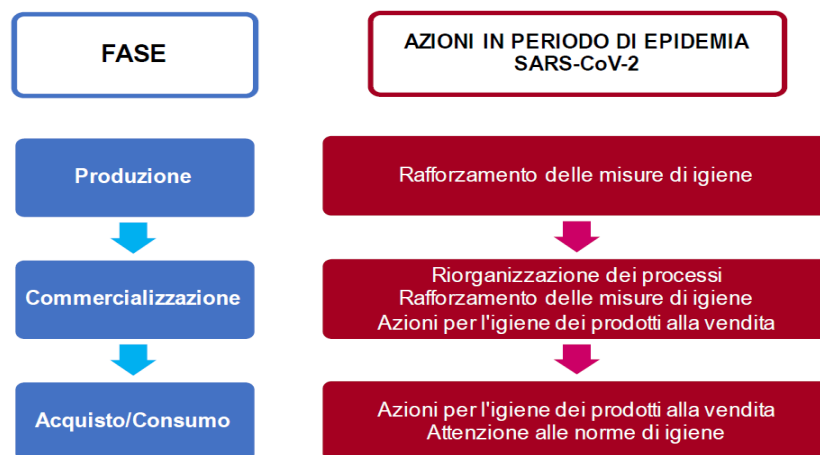 FASE
AZIONI IN PERIODO DI EPIDEMIA
SARS-CoV-2
Produzione
Rafforzamento delle misure di igiene
Commercializzazione
Riorganizzazione dei processi
Rafforzamento delle misure di igiene
Azioni per l'igiene dei prodotti alla vendita
Acquisto/Consumo
Azioni per l'igiene dei prodotti alla vendita
Attenzione alle norme di igiene